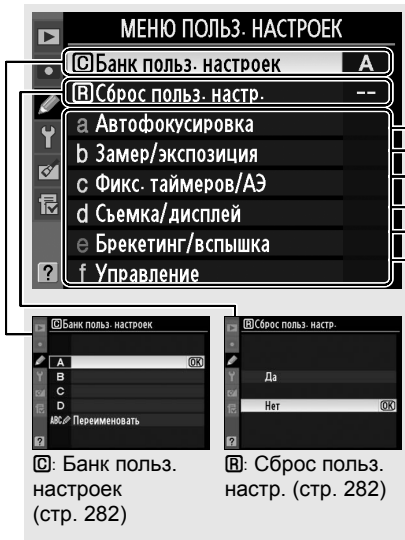 МЕНЮ ПОЛЬЗ. НАСТРОЕК
C Банк польз. настроек A
R Сброс польз. настр. --
a Автофокусировка
b Замер/экспозиция
c Фикс. таймеров/АЭ
d Съемка/дисплей
e Брекетинг/вспышка
f Управление
?
C Банк польз. настроек
A OK
B
C
D
ABC Переименовать
?
R Сброс польз. настр.
Да
Нет OK
?
C: Банк польз.
настроек
(стр. 282)
R: Сброс польз.
настр. (стр. 282)